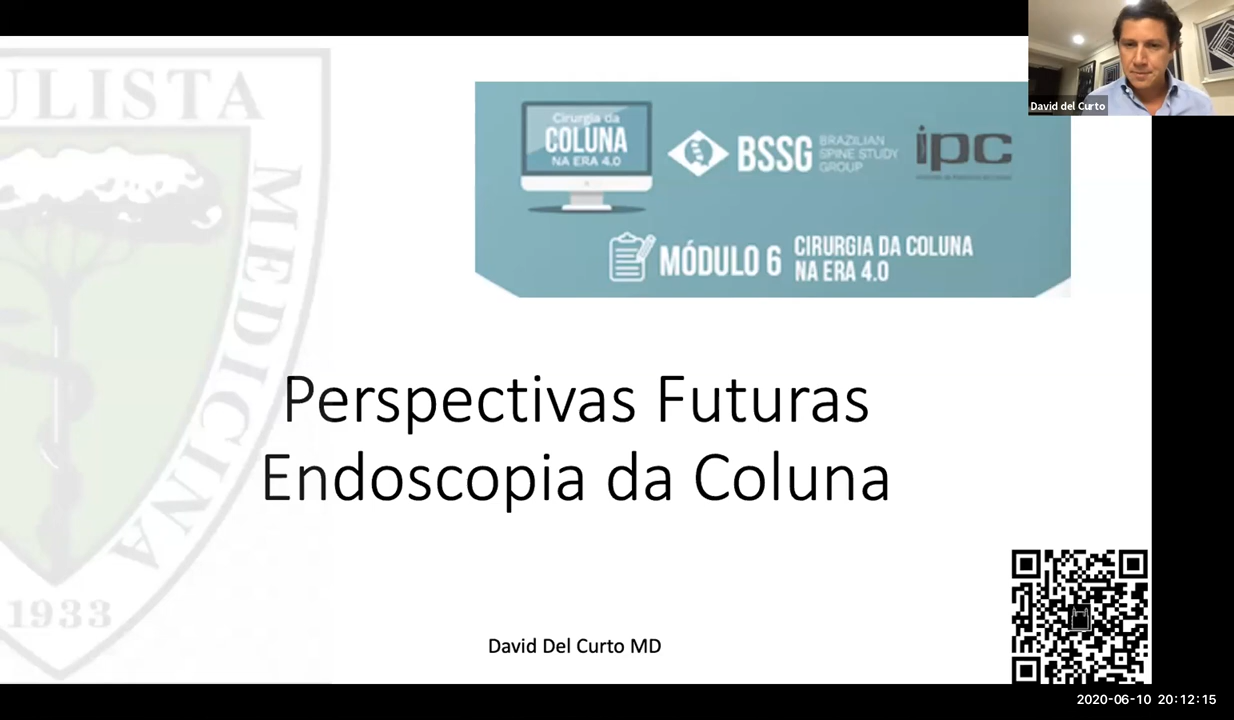 David del Curto
ULISTA
MEDICINA
1933
Cirurgia da
COLUNA
NA ERA 4.0
BSSG
BRAZILIAN
SPINE STUDY
GROUP
ipc
MÓDULO 6
CIRURGIA DA COLUNA
NA ERA 4.0
Perspectivas Futuras
Endoscopia da Coluna
David Del Curto MD
2020-06-10 20:12:15